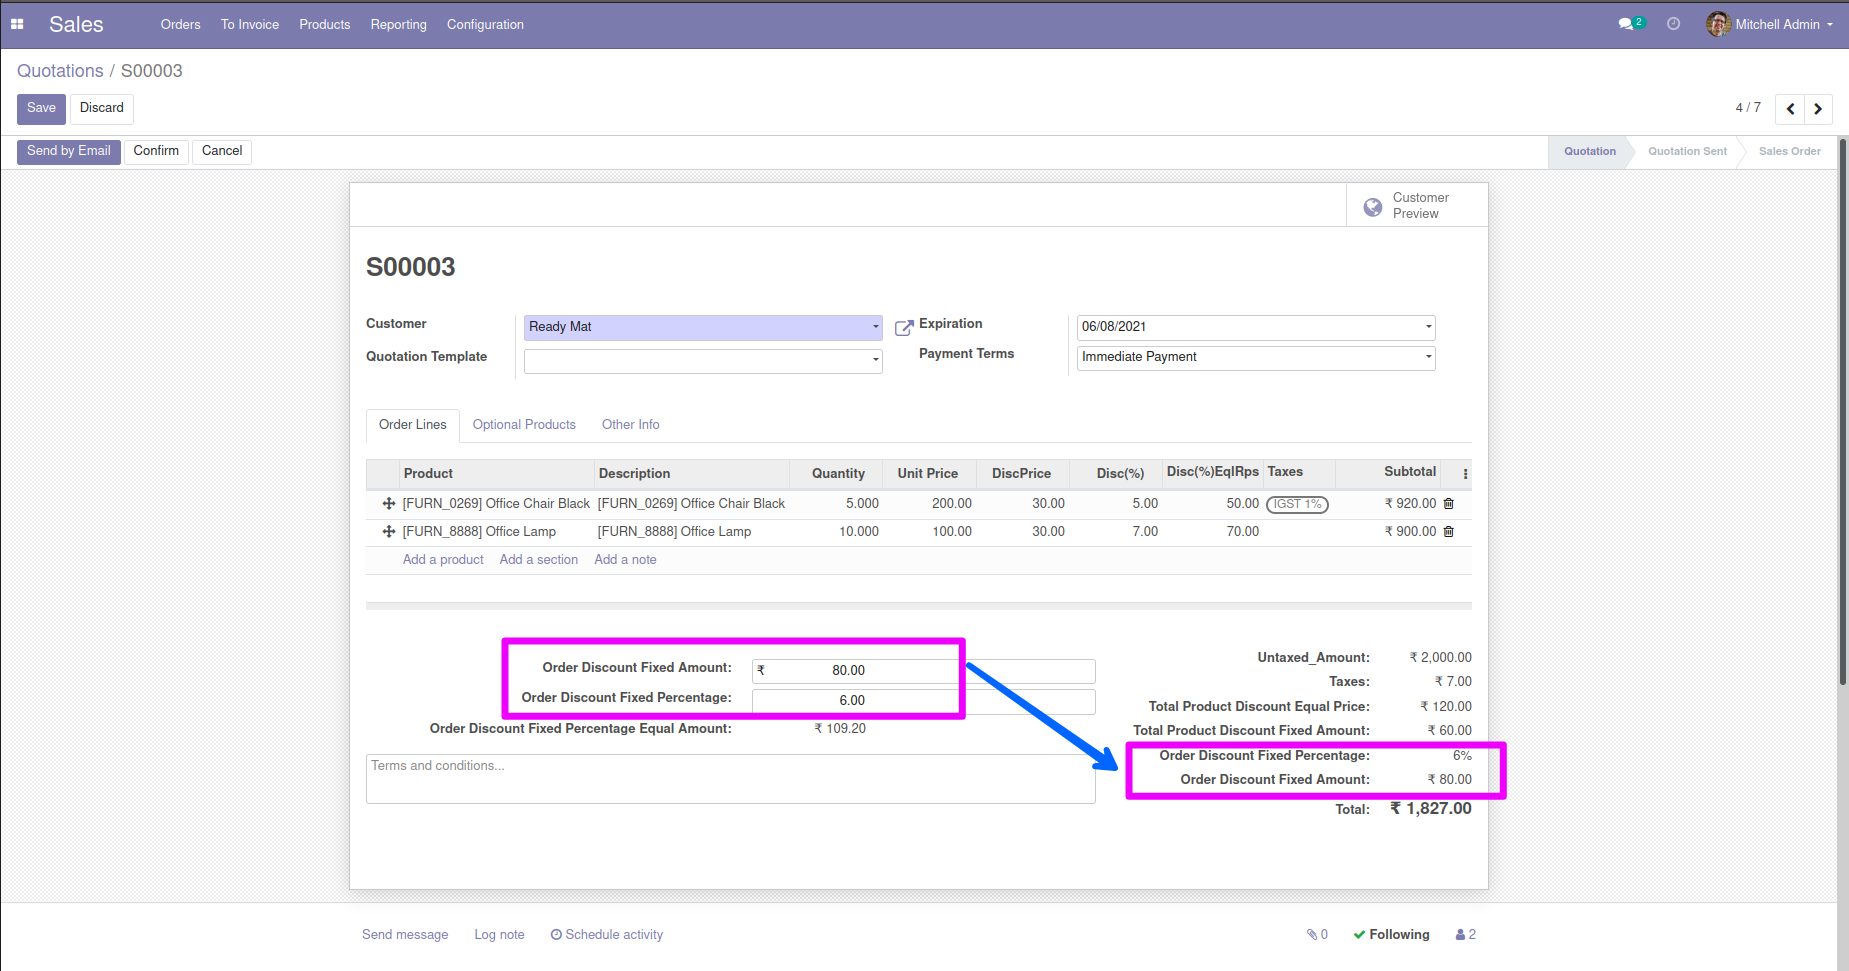 Sales Orders To Invoice Products Reporting Configuration 2 Mitchell Admin
Quotations / S00003
Save Discard 4 / 7
Send by Email Confirm Cancel Quotation Quotation Sent Sales Order
Customer
Preview
S00003
Customer Ready Mat Expiration 06/08/2021
Quotation Template Payment Terms Immediate Payment
Order Lines Optional Products Other Info
Product Description Quantity Unit Price DiscPrice Disc(%) Disc(%)EqlRps Taxes Subtotal
[FURN_0269] Office Chair Black [FURN_0269] Office Chair Black 5.000 200.00 30.00 5.00 50.00 IGST 1% ₹ 920.00
[FURN_8888] Office Lamp [FURN_8888] Office Lamp 10.000 100.00 30.00 7.00 70.00 ₹ 900.00
Add a product Add a section Add a note
Order Discount Fixed Amount: ₹ 80.00
Order Discount Fixed Percentage: 6.00
Order Discount Fixed Percentage Equal Amount: ₹ 109.20
Terms and conditions...
Untaxed_Amount: ₹ 2,000.00
Taxes: ₹ 7.00
Total Product Discount Equal Price: ₹ 120.00
Total Product Discount Fixed Amount: ₹ 60.00
Order Discount Fixed Percentage: 6%
Order Discount Fixed Amount: ₹ 80.00
Total: ₹ 1,827.00
Send message Log note Schedule activity 0 Following 2